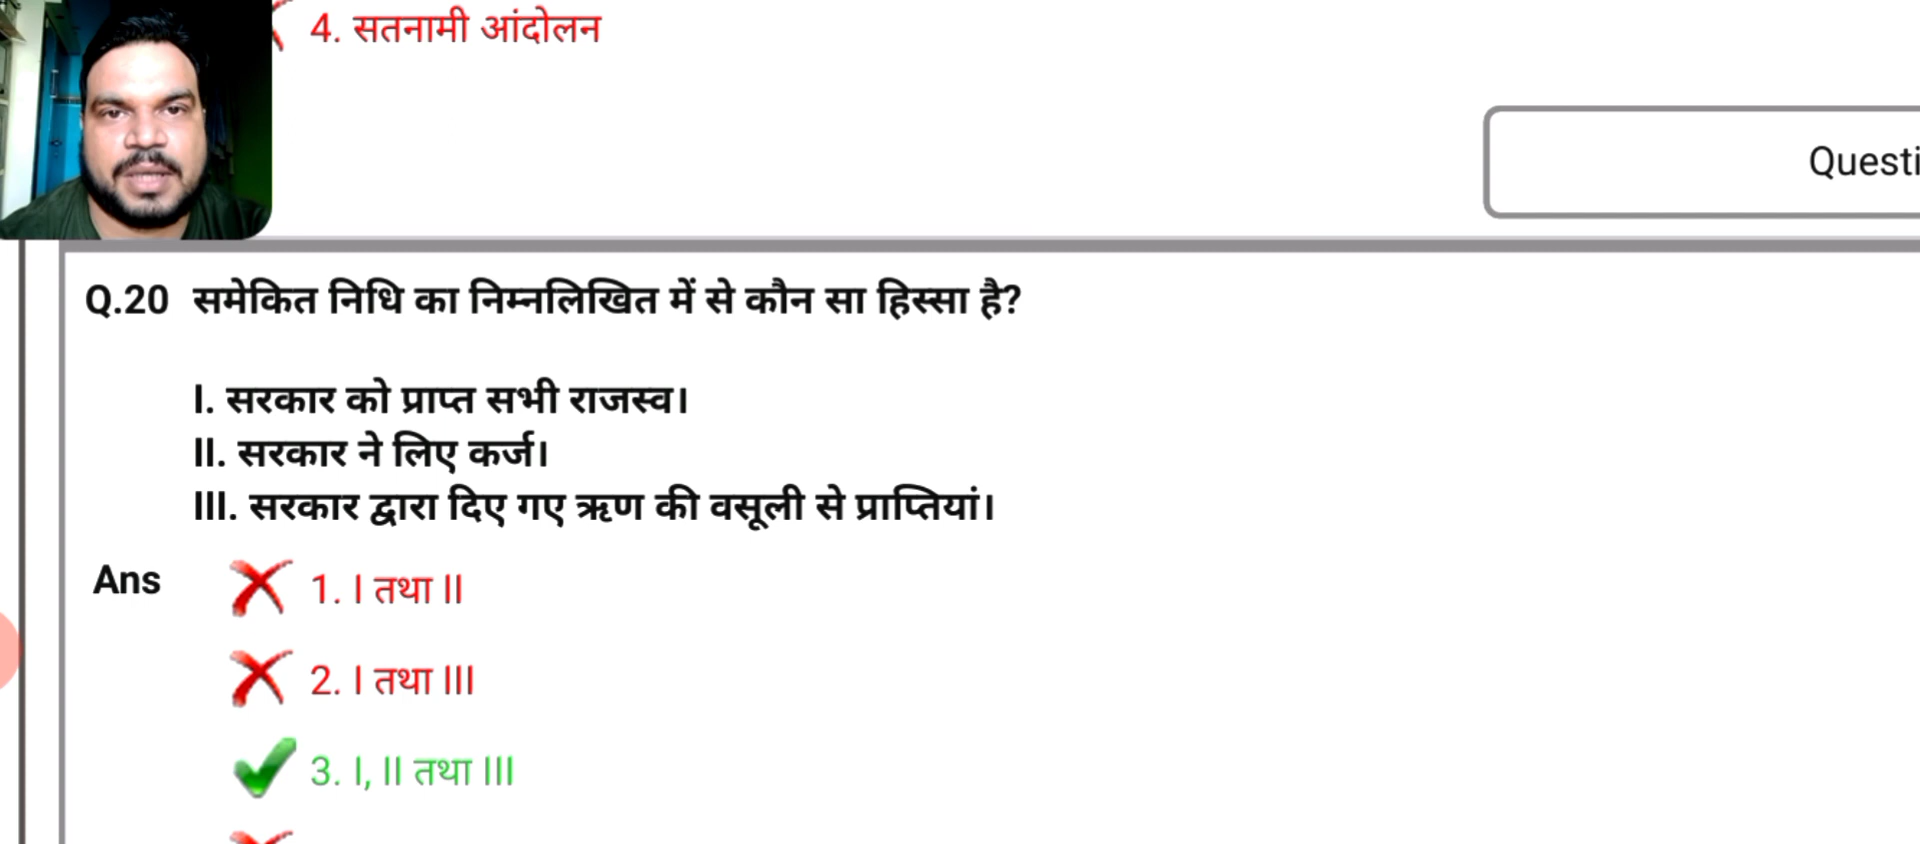 4. सतनामी आंदोलन
Questi
Q.20 समेकित निधि का निम्नलिखित में से कौन सा हिस्सा है?
I. सरकार को प्राप्त सभी राजस्व।
II. सरकार ने लिए कर्ज।
III. सरकार द्वारा दिए गए ऋण की वसूली से प्राप्तियां।
Ans
1. I तथा II
2. I तथा III
3. I, II तथा III